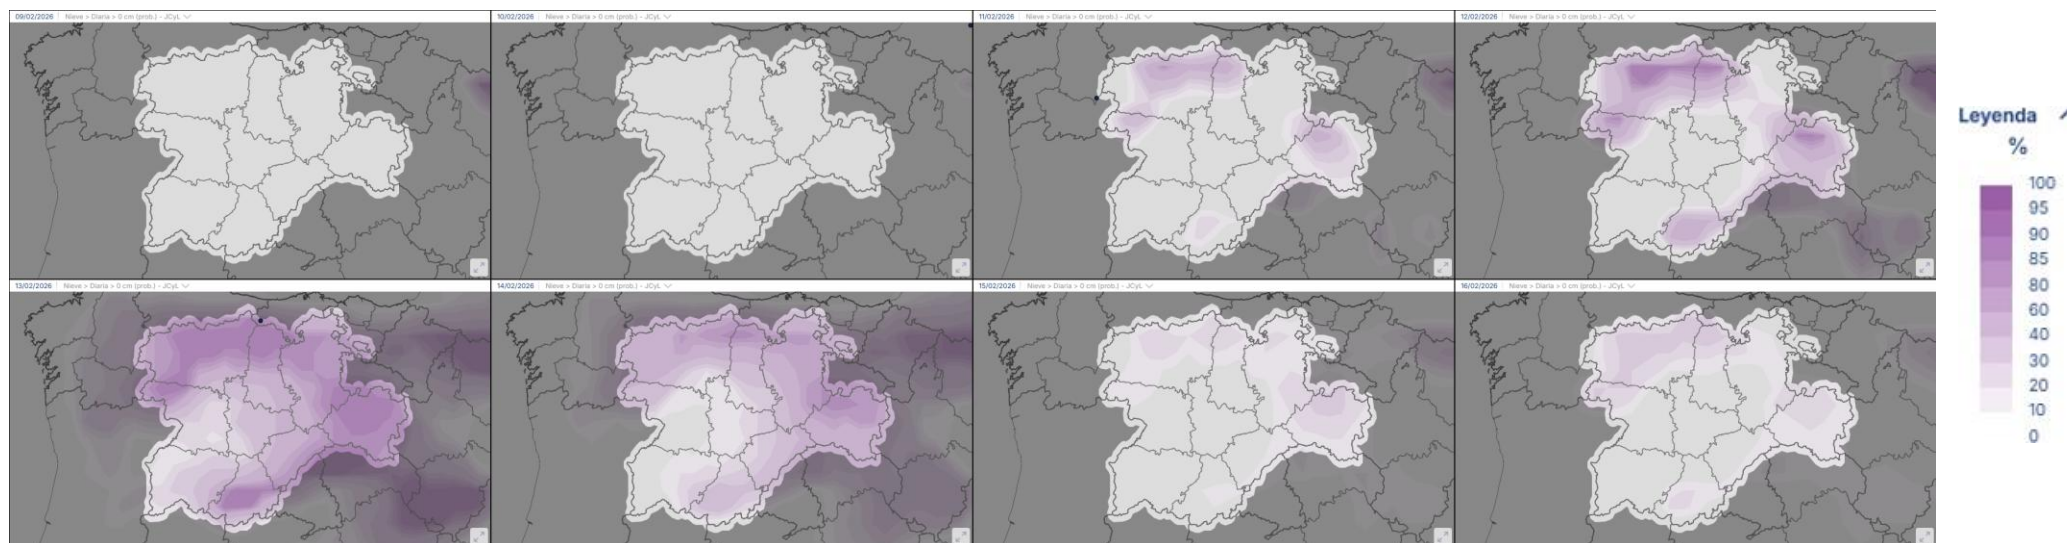 09/02/2026 Nieve > Diaria > 0 cm (prob.) - JCyL
10/02/2026 Nieve > Diaria > 0 cm (prob.) - JCyL
11/02/2026 Nieve > Diaria > 0 cm (prob.) - JCyL
12/02/2026 Nieve > Diaria > 0 cm (prob.) - JCyL
13/02/2026 Nieve > Diaria > 0 cm (prob.) - JCyL
14/02/2026 Nieve > Diaria > 0 cm (prob.) - JCyL
15/02/2026 Nieve > Diaria > 0 cm (prob.) - JCyL
16/02/2026 Nieve > Diaria > 0 cm (prob.) - JCyL
Leyenda
%
100
95
90
85
80
60
40
30
20
10
0